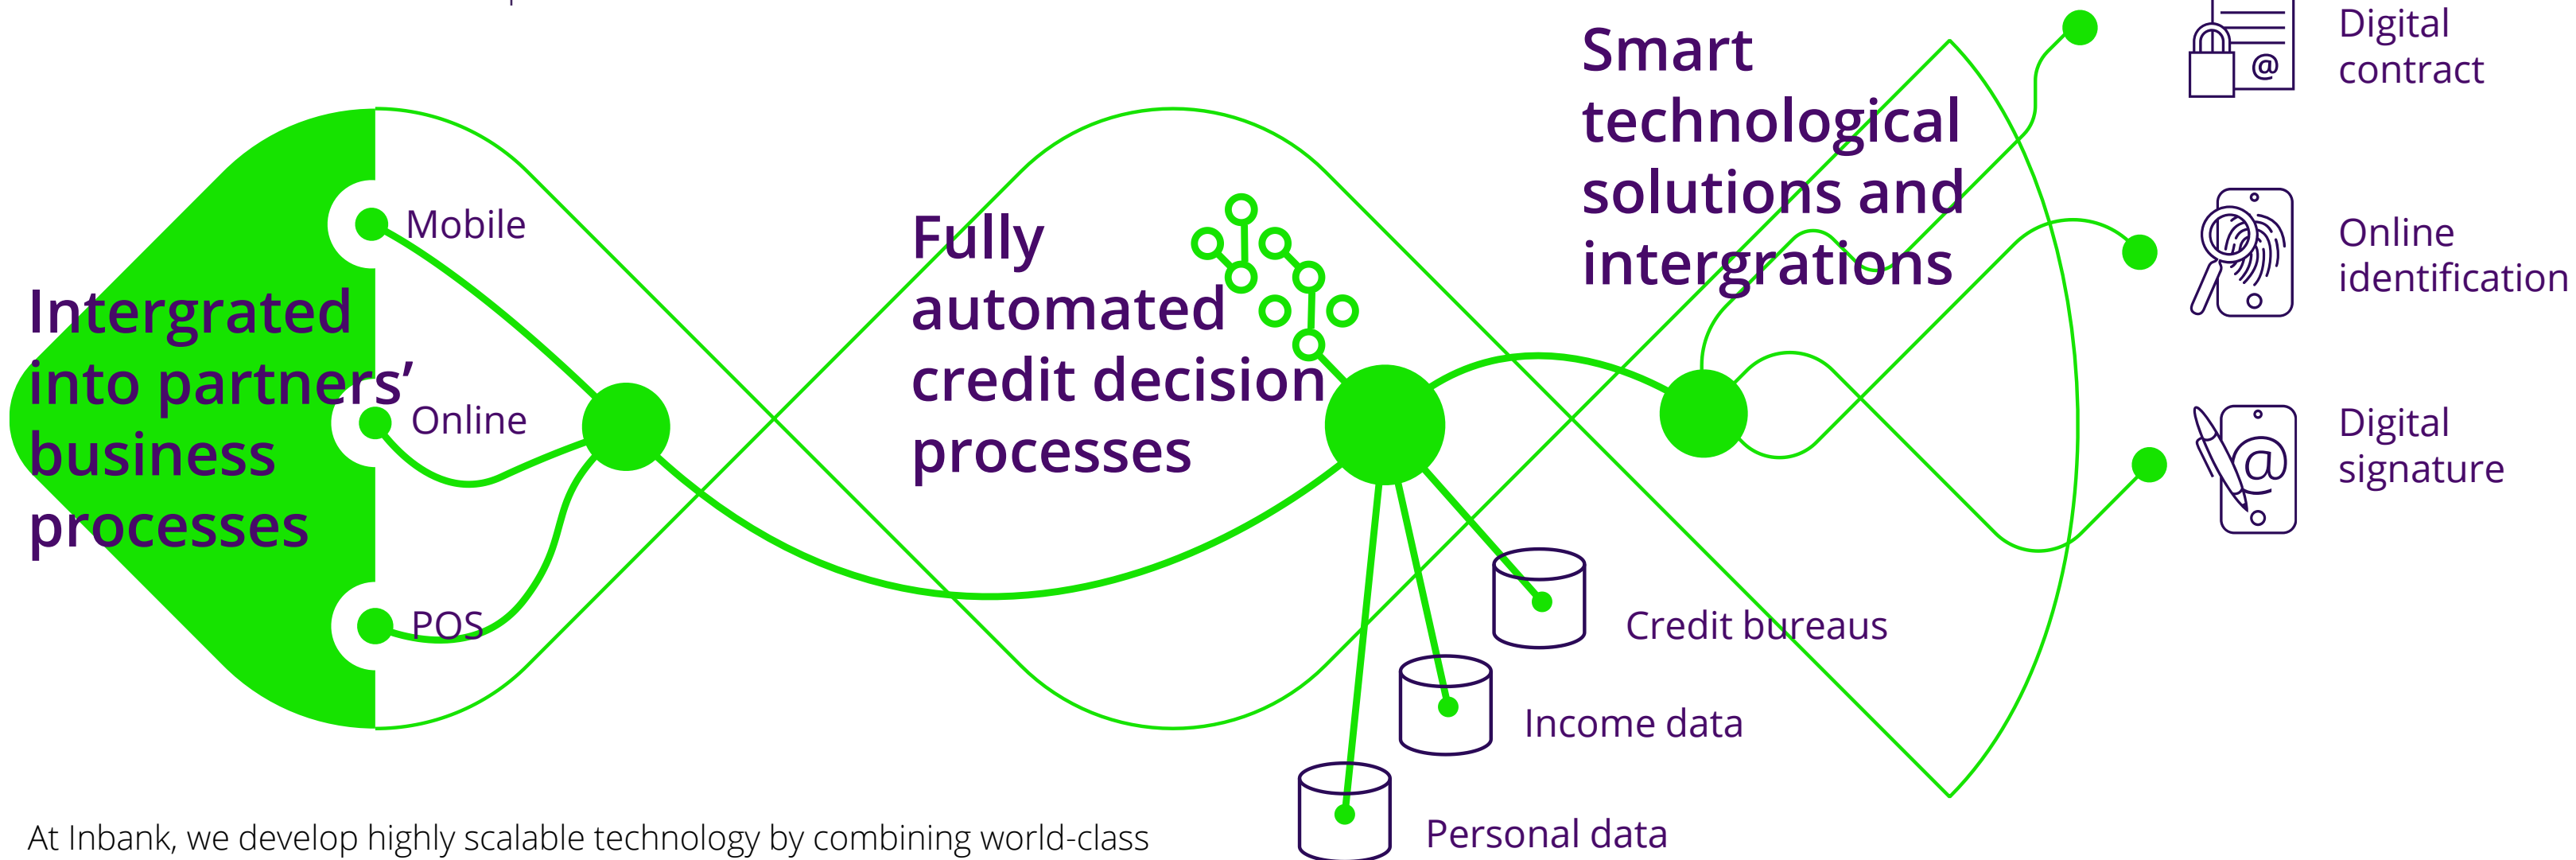 Intergrated
into partners’
business
processes
Mobile
Online
POS
Fully
automated
credit decision
processes
Smart
technological
solutions and
intergrations
Credit bureaus
Income data
Personal data
@
Digital
contract
Online
identification
@
Digital
signature
At Inbank, we develop highly scalable technology by combining world-class